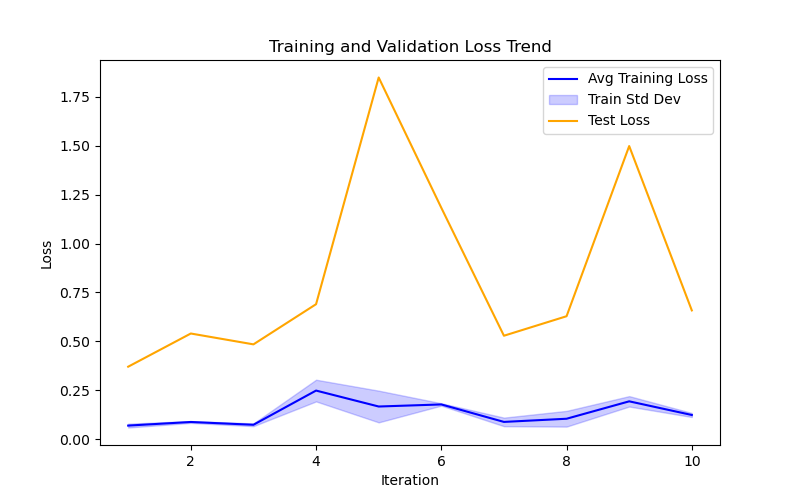 Training and Validation Loss Trend
Avg Training Loss
Train Std Dev
Test Loss
1.75
1.50
1.25
1.00
0.75
0.50
0.25
0.00
Loss
2
4
6
8
10
Iteration